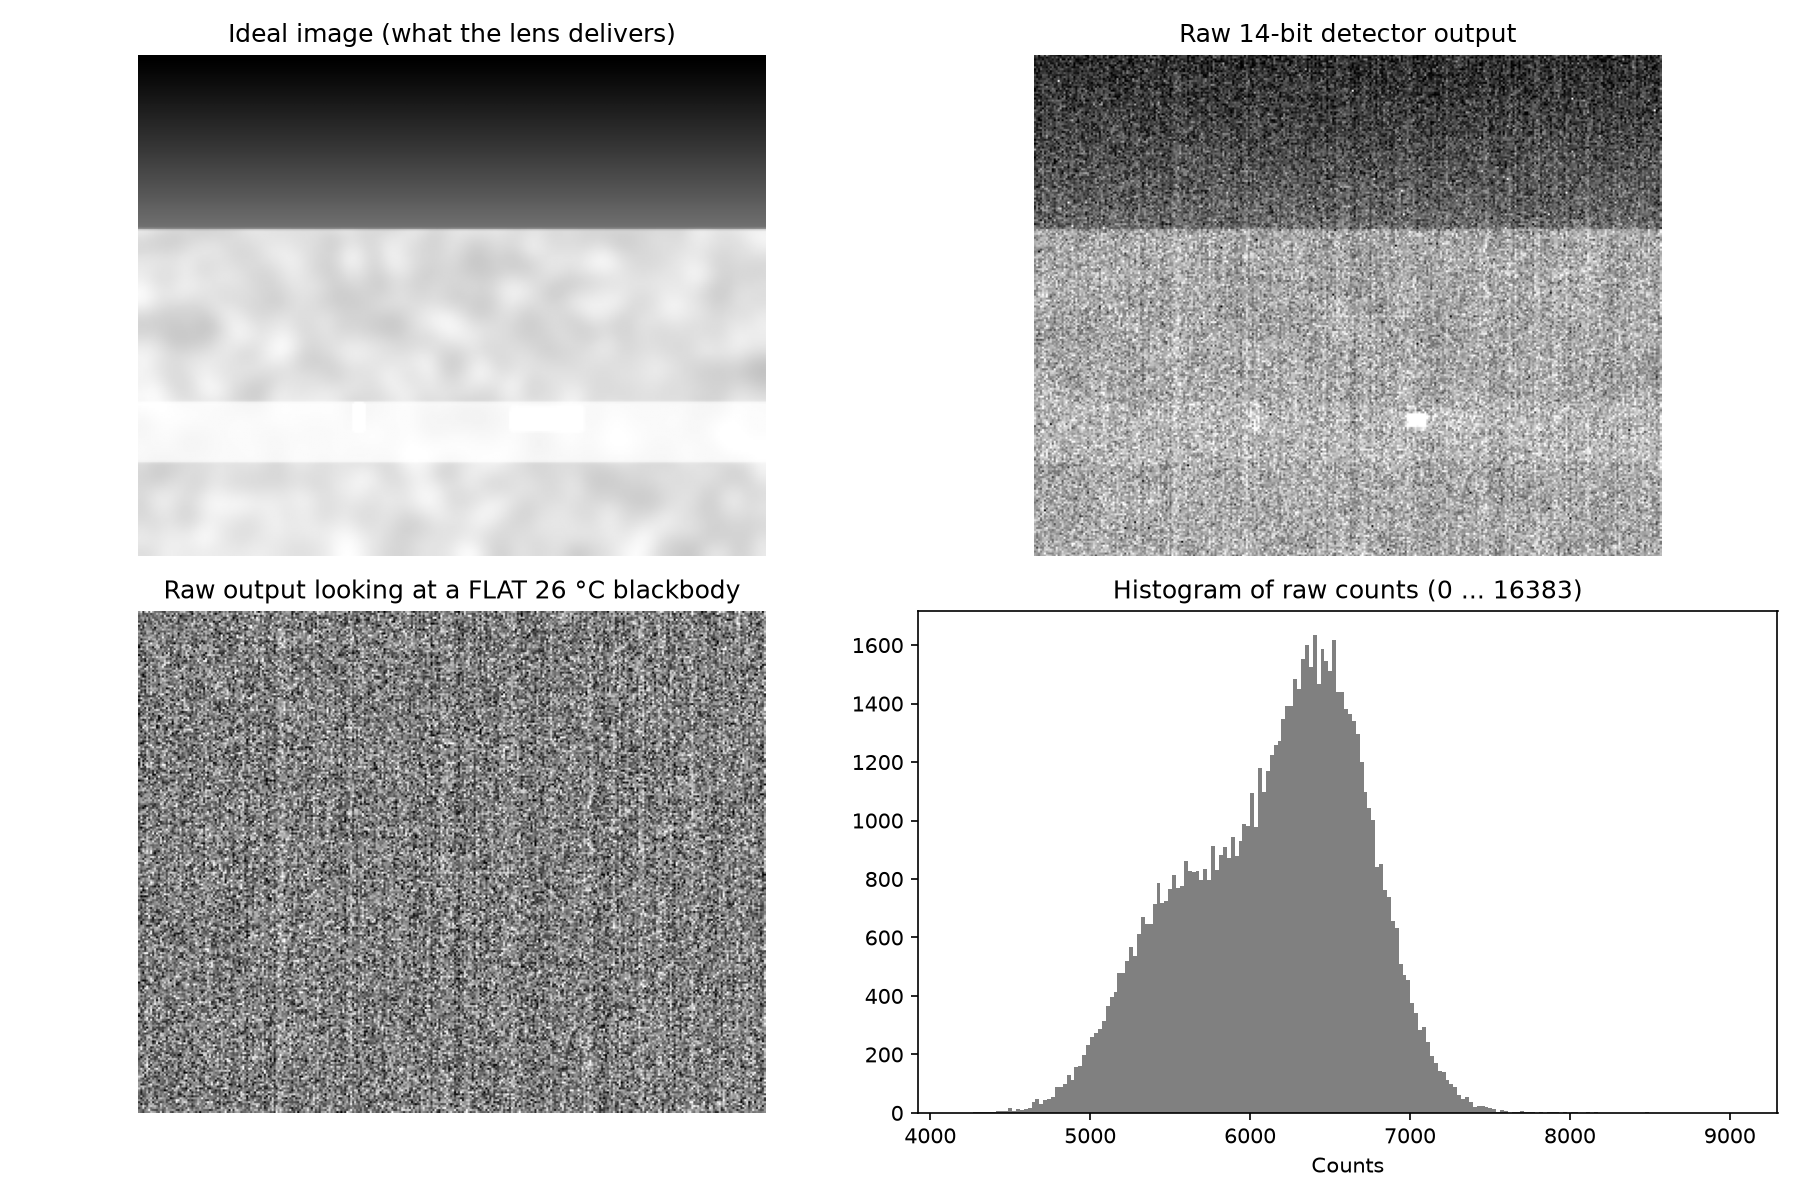 Ideal image (what the lens delivers)
Raw 14-bit detector output
Raw output looking at a FLAT 26 °C blackbody
Histogram of raw counts (0 ... 16383)
1600
1400
1200
1000
800
600
400
200
0
4000 5000 6000 7000 8000 9000
Counts